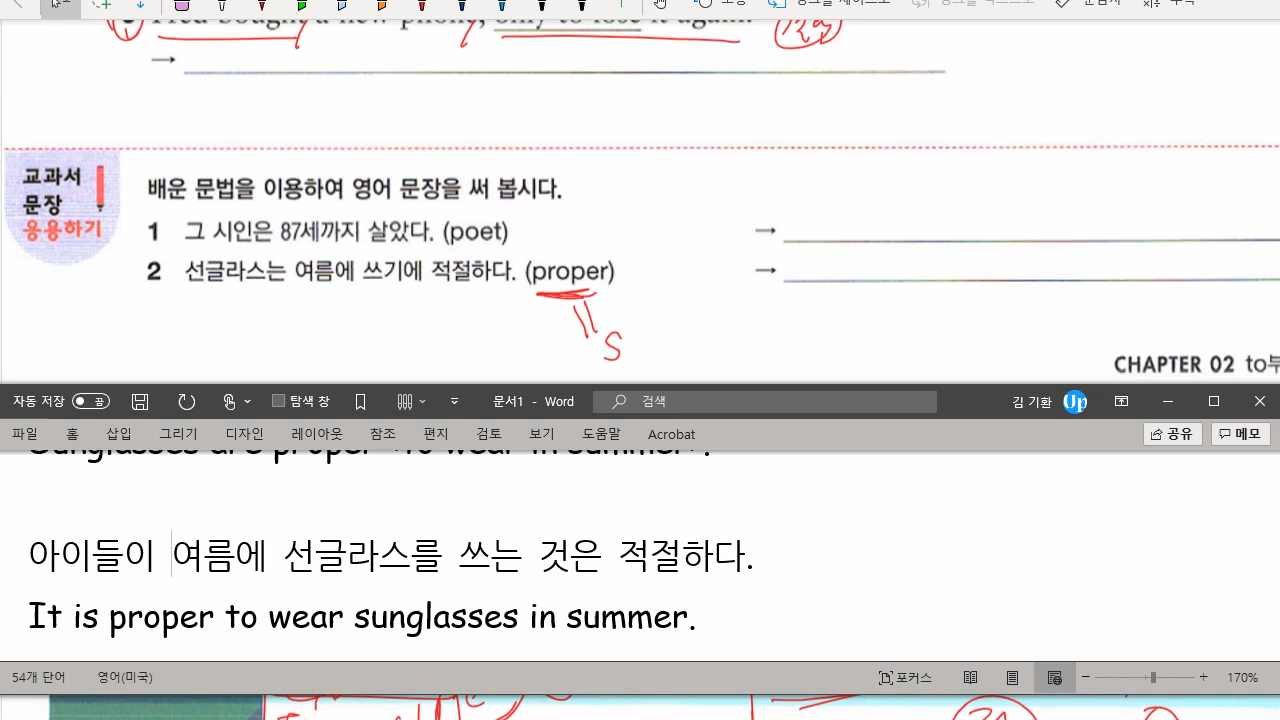 Fred bought a new phone, only to lose it again.
→
교과서
문장
응용하기
배운 문법을 이용하여 영어 문장을 써 봅시다.
1 그 시인은 87세까지 살았다. (poet) →
2 선글라스는 여름에 쓰기에 적절하다. (proper) →
S
CHAPTER 02 to부
자동 저장 끔 탐색 창 문서1 - Word 검색 김 기환 Up
파일 홈 삽입 그리기 디자인 레이아웃 참조 편지 검토 보기 도움말 Acrobat 공유 메모
Sunglasses are proper <to wear in summer>.
아이들이 여름에 선글라스를 쓰는 것은 적절하다.
It is proper to wear sunglasses in summer.
54개 단어 영어(미국) 포커스 170%